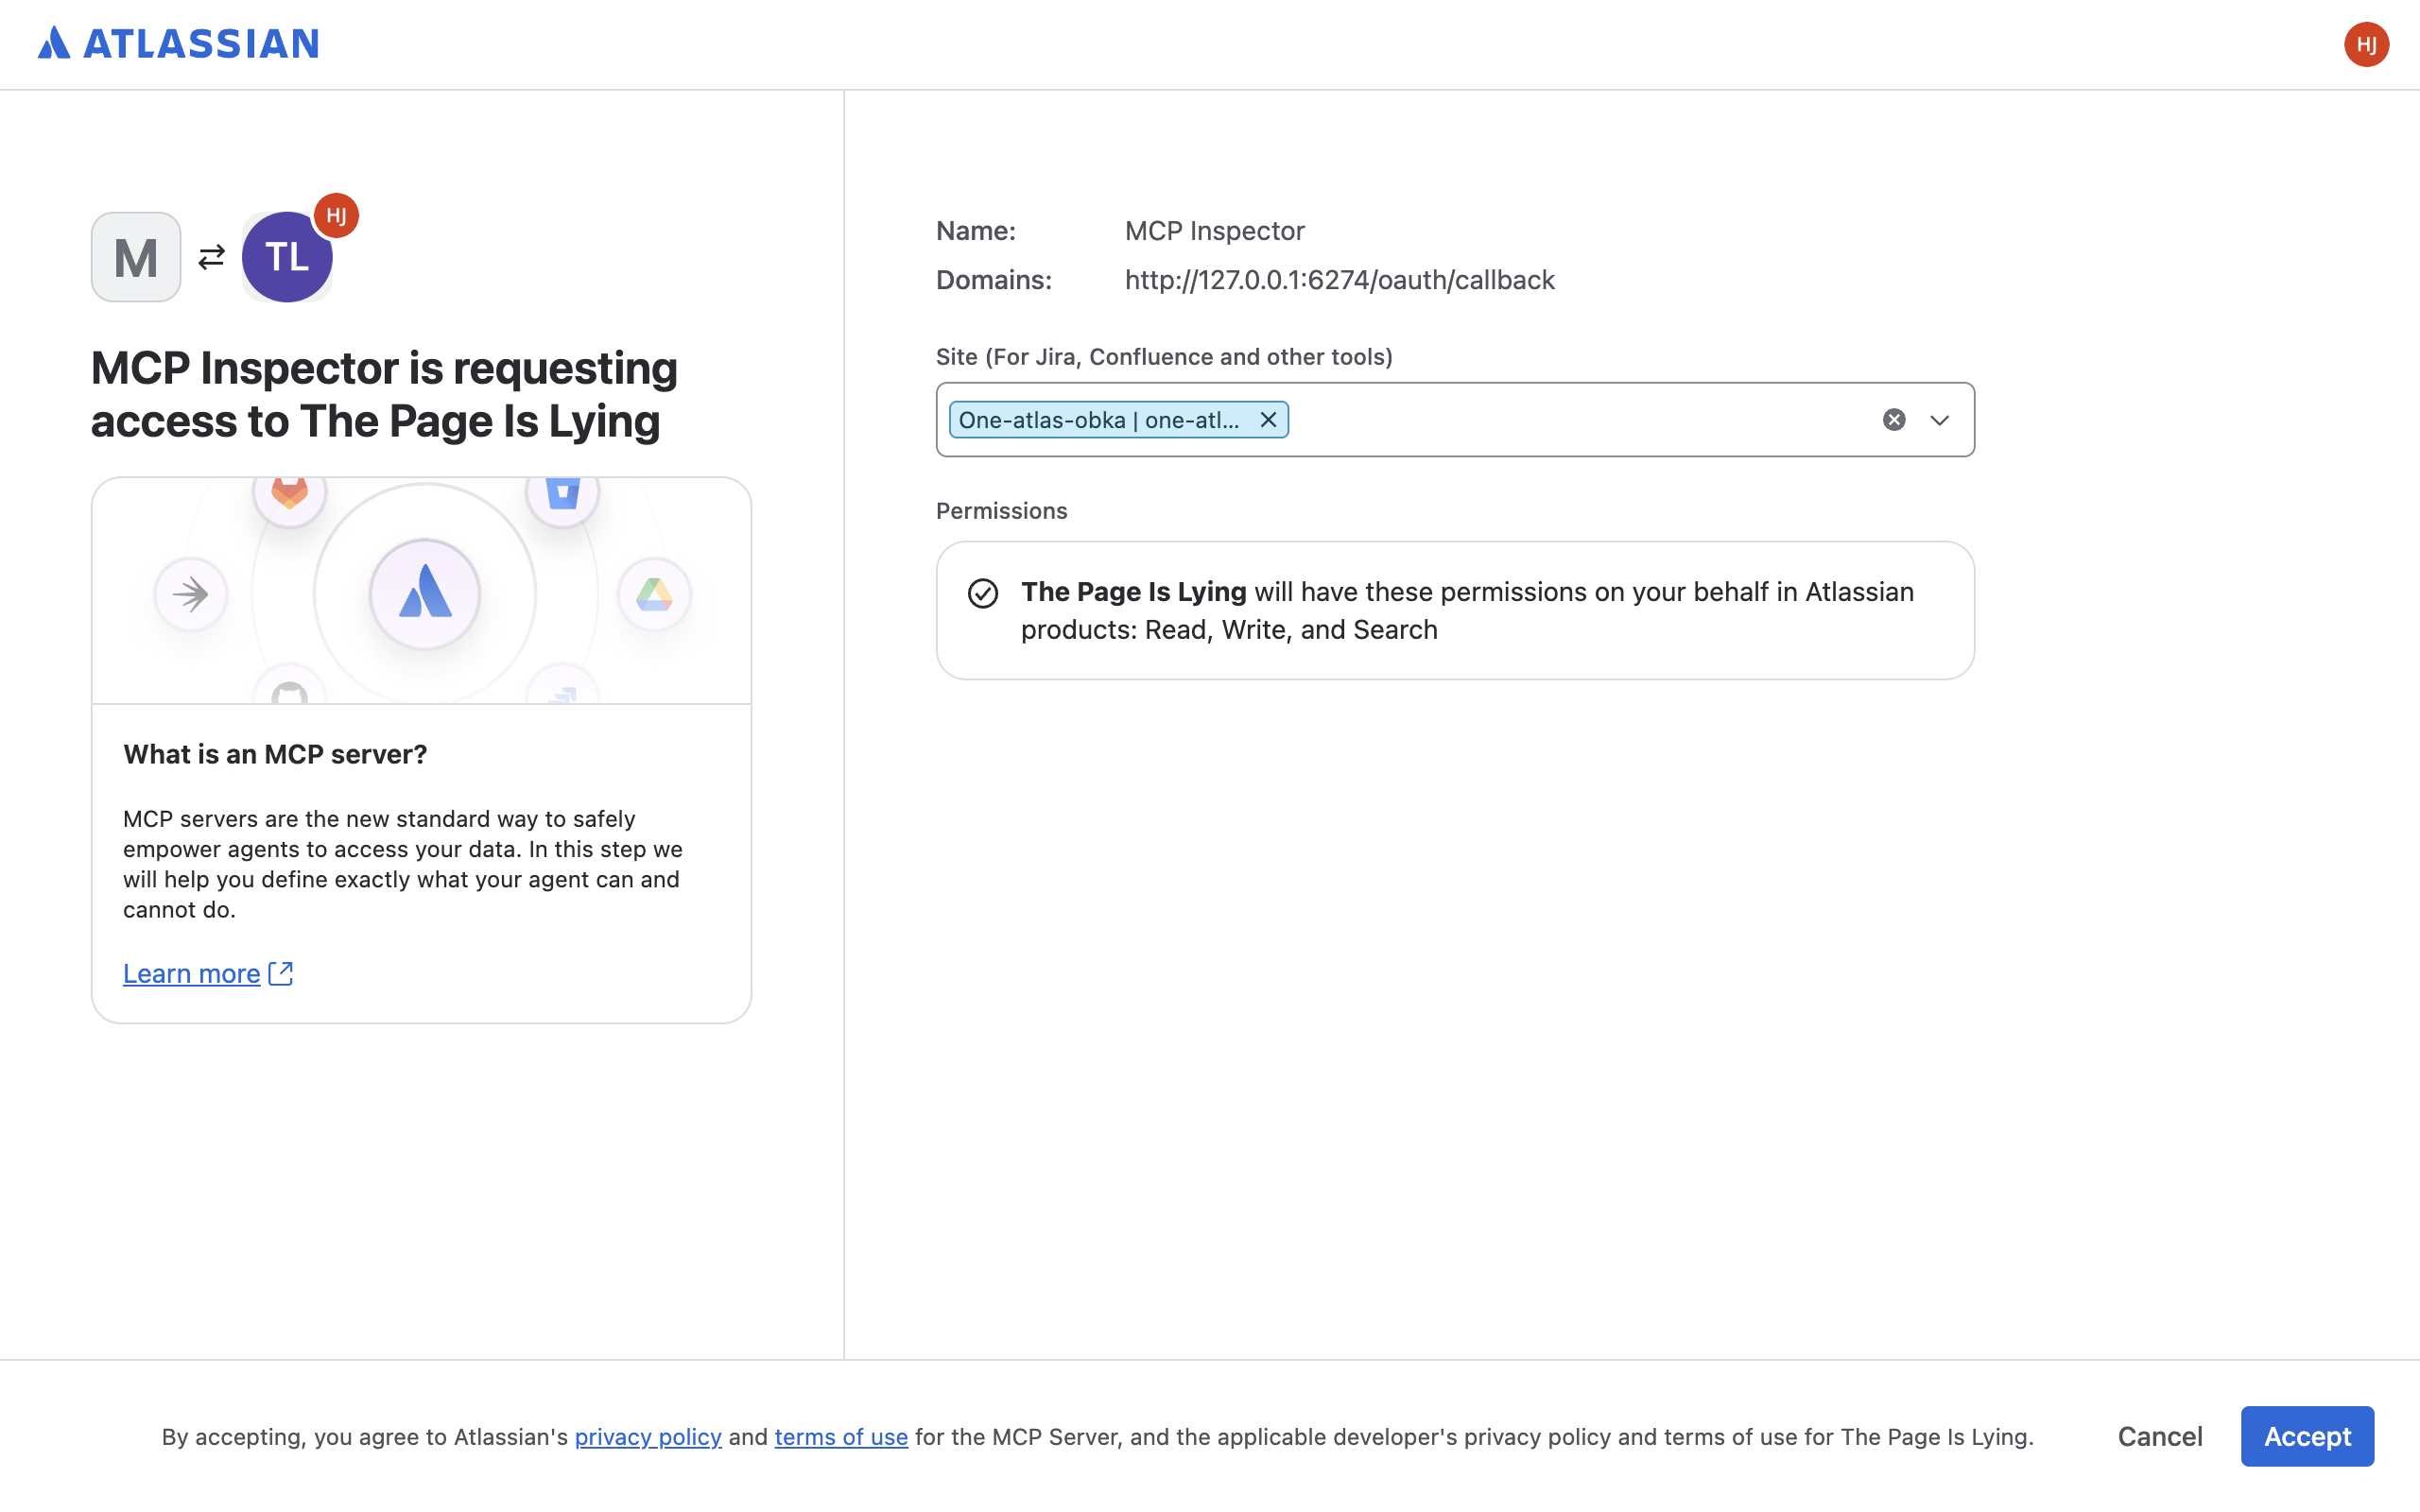 ATLASSIAN
HJ
M
TL
HJ
MCP Inspector is requesting
access to The Page Is Lying
What is an MCP server?
MCP servers are the new standard way to safely
empower agents to access your data. In this step we
will help you define exactly what your agent can and
cannot do.
Learn more
Name: MCP Inspector
Domains: http://127.0.0.1:6274/oauth/callback
Site (For Jira, Confluence and other tools)
One-atlas-obka | one-atl...
Permissions
The Page Is Lying will have these permissions on your behalf in Atlassian
products: Read, Write, and Search
By accepting, you agree to Atlassian's privacy policy and terms of use for the MCP Server, and the applicable developer's privacy policy and terms of use for The Page Is Lying.
Cancel
Accept